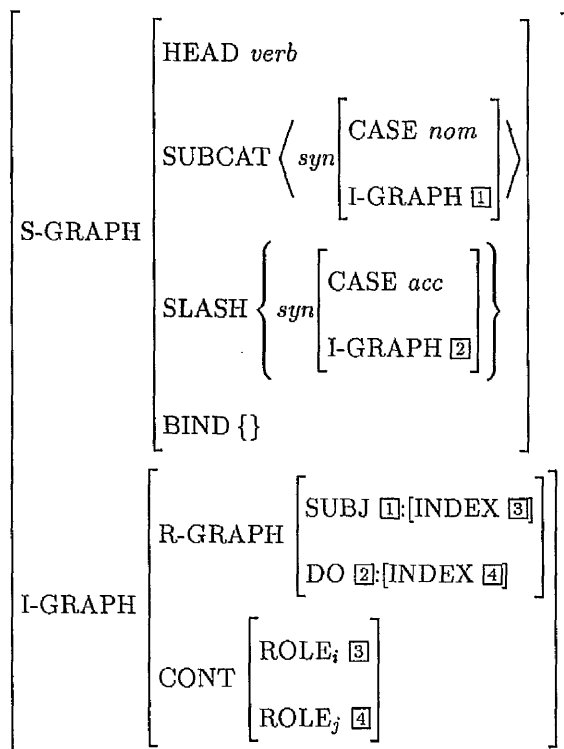 HEAD verb
CASE nom
SUBCAT ⟨ syn
I-GRAPH 1 ⟩
S-GRAPH
CASE acc
SLASH { syn
I-GRAPH 2 }
BIND {}
SUBJ 1:[INDEX 3]
R-GRAPH
DO 2:[INDEX 4]
I-GRAPH
ROLEi 3
CONT
ROLEj 4